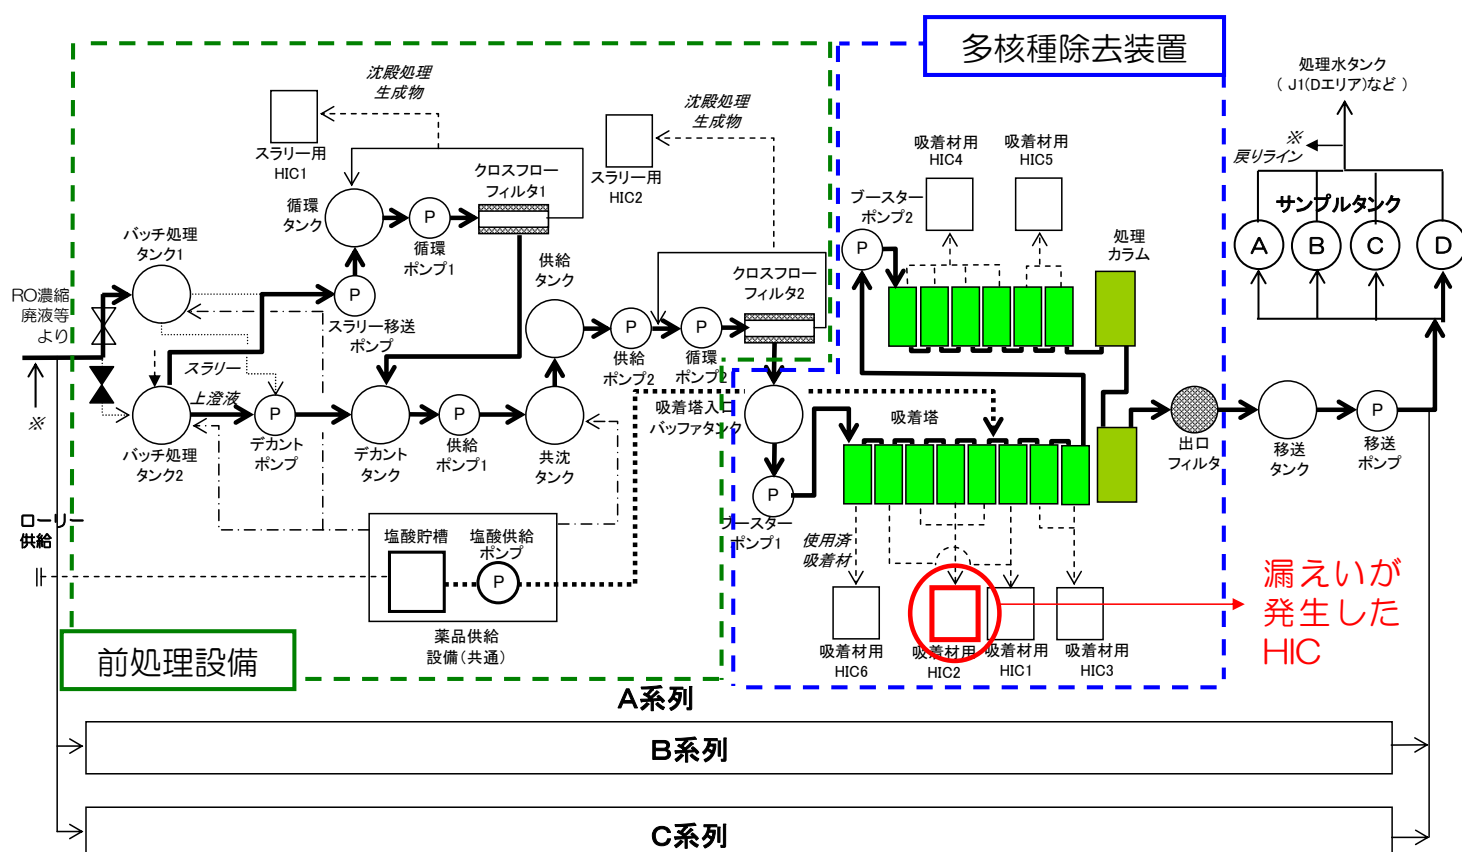 多核種除去装置
処理水タンク
( J1(Dエリア)など )
※
戻りライン
サンプルタンク
A
B
C
D
沈殿処理
生成物
スラリー用
HIC1
沈殿処理
生成物
スラリー用
HIC2
吸着材用
HIC4
吸着材用
HIC5
クロスフロー
フィルタ1
循環
タンク
P
循環
ポンプ1
ブースター
ポンプ2
P
処理
カラム
バッチ処理
タンク1
RO濃縮
廃液等
より
P
スラリー移送
ポンプ
供給
タンク
クロスフロー
フィルタ2
P
供給
ポンプ2
P
循環
ポンプ2
スラリー
上澄液
※
バッチ処理
タンク2
P
デカント
ポンプ
デカント
タンク
P
供給
ポンプ1
共沈
タンク
吸着塔入口
バッファタンク
吸着塔
P
ブースター
ポンプ1
出口
フィルタ
移送
タンク
P
移送
ポンプ
ローリー
供給
塩酸貯槽
塩酸供給
ポンプ
P
薬品供給
設備(共通)
使用済
吸着材
吸着材用
HIC6
吸着材用
HIC2
吸着材用
HIC1
吸着材用
HIC3
漏えいが
発生した
HIC
前処理設備
A系列
B系列
C系列